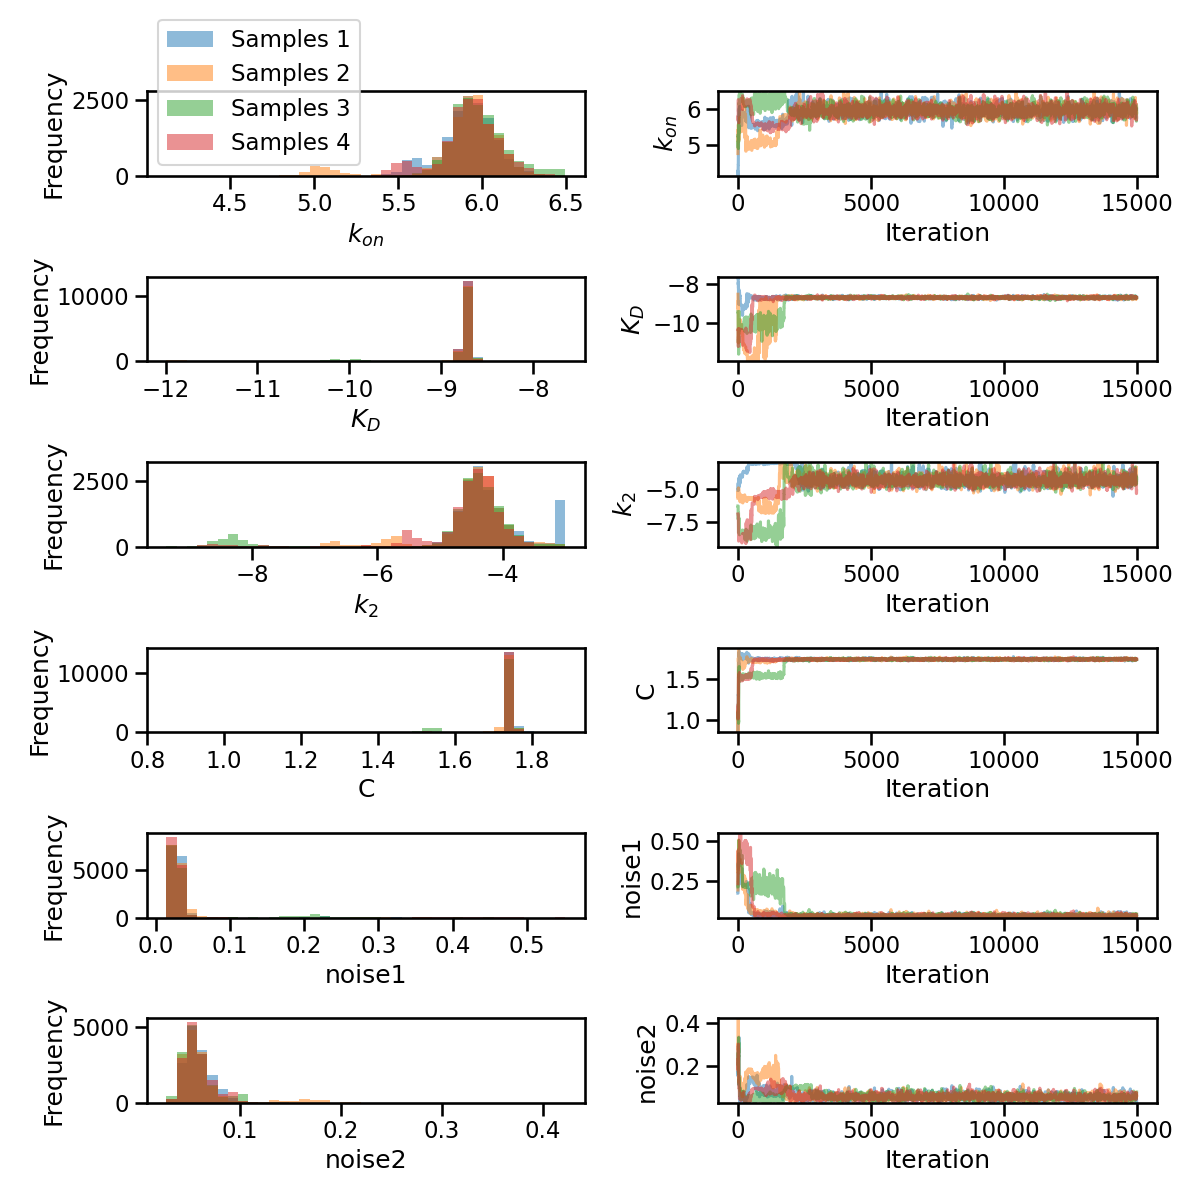 Samples 1
Samples 2
Samples 3
Samples 4
Frequency
2500
0
4.5 5.0 5.5 6.0 6.5
k_on
k_on
6
5
0 5000 10000 15000
Iteration
Frequency
10000
0
−12 −11 −10 −9 −8
K_D
K_D
−8
−10
0 5000 10000 15000
Iteration
Frequency
2500
0
−8 −6 −4
k_2
k_2
−5.0
−7.5
0 5000 10000 15000
Iteration
Frequency
10000
0
0.8 1.0 1.2 1.4 1.6 1.8
C
C
1.5
1.0
0 5000 10000 15000
Iteration
Frequency
5000
0
0.0 0.1 0.2 0.3 0.4 0.5
noise1
noise1
0.50
0.25
0 5000 10000 15000
Iteration
Frequency
5000
0
0.1 0.2 0.3 0.4
noise2
noise2
0.4
0.2
0 5000 10000 15000
Iteration